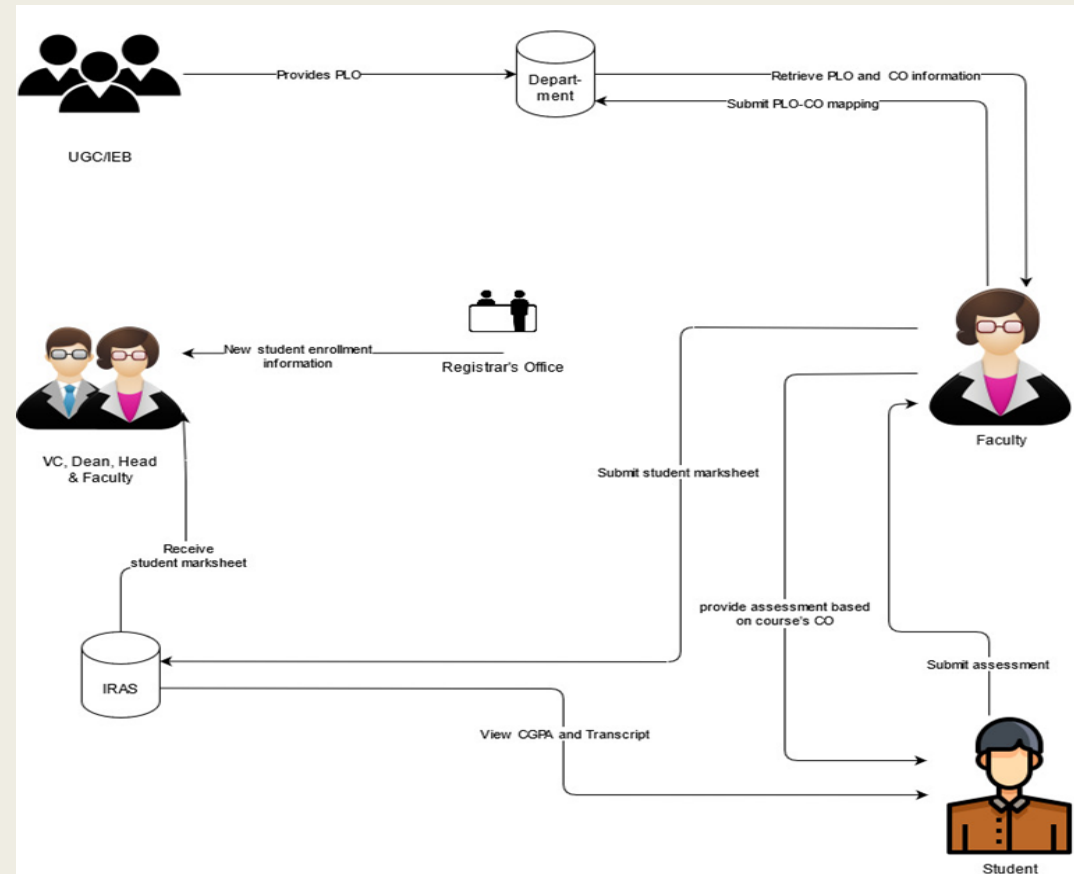 Provides PLO
Depart-
ment
Retrieve PLO and CO information
Submit PLO-CO mapping
UGC/IEB
New student enrollment
information
Registrar's Office
VC, Dean, Head
& Faculty
Faculty
Submit student marksheet
Receive
student marksheet
provide assessment based
on course's CO
Submit assessment
IRAS
View CGPA and Transcript
Student